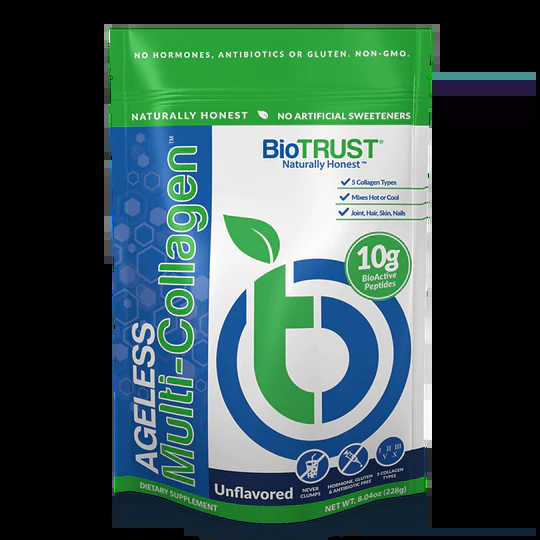 NO HORMONES, ANTIBIOTICS OR GLUTEN. NON-GMO.
NATURALLY HONEST NO ARTIFICIAL SWEETENERS
BioTRUST®
Naturally Honest™
5 Collagen Types
Mixes Hot or Cool
Joint, Hair, Skin, Nails
10g
BioActive
Peptides
AGELESS
Multi-Collagen™
I II III
V X
NEVER
CLUMPS
HORMONE, GLUTEN
& ANTIBIOTIC FREE
5 COLLAGEN
TYPES
DIETARY SUPPLEMENT
Unflavored
NET WT. 8.04oz (228g)